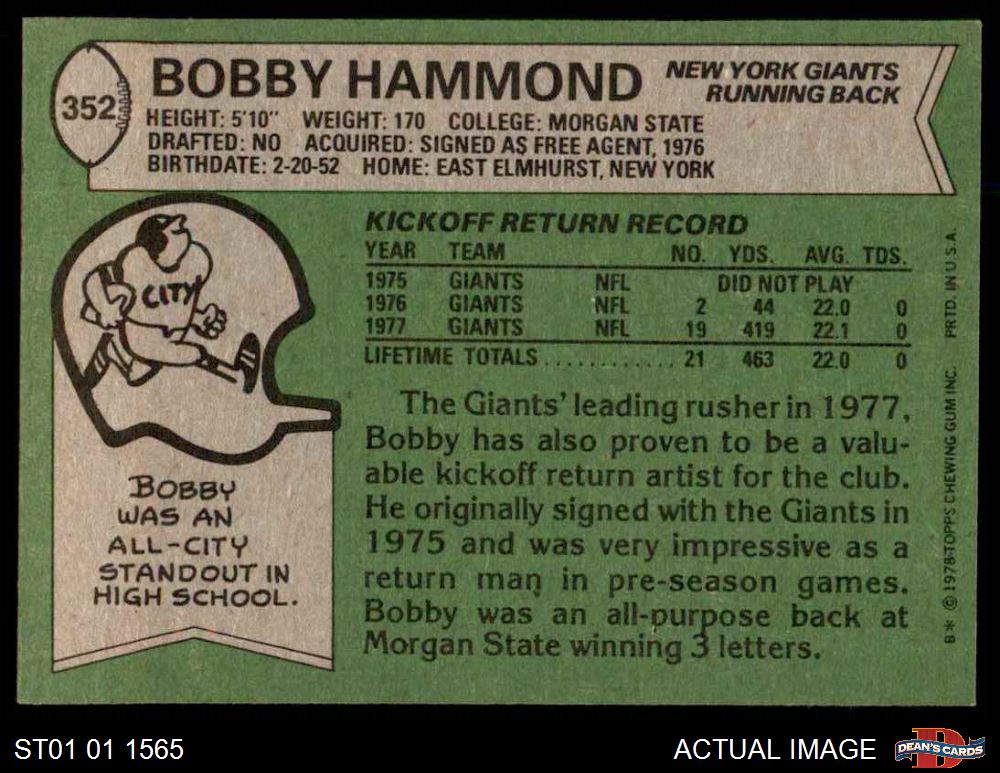 352
BOBBY HAMMOND
NEW YORK GIANTS
RUNNING BACK
HEIGHT: 5'10" WEIGHT: 170 COLLEGE: MORGAN STATE
DRAFTED: NO ACQUIRED: SIGNED AS FREE AGENT, 1976
BIRTHDATE: 2-20-52 HOME: EAST ELMHURST, NEW YORK
CITY
BOBBY
WAS AN
ALL-CITY
STANDOUT IN
HIGH SCHOOL.
KICKOFF RETURN RECORD
YEAR TEAM NO. YDS. AVG. TDS.
1975 GIANTS NFL DID NOT PLAY
1976 GIANTS NFL 2 44 22.0 0
1977 GIANTS NFL 19 419 22.1 0
LIFETIME TOTALS............ 21 463 22.0 0
The Giants' leading rusher in 1977,
Bobby has also proven to be a valu-
able kickoff return artist for the club.
He originally signed with the Giants in
1975 and was very impressive as a
return man in pre-season games.
Bobby was an all-purpose back at
Morgan State winning 3 letters.
B* © 1978 TOPPS CHEWING GUM INC. PRTD. IN U.S.A.
ST01 01 1565
ACTUAL IMAGE
D
DEAN'S CARDS